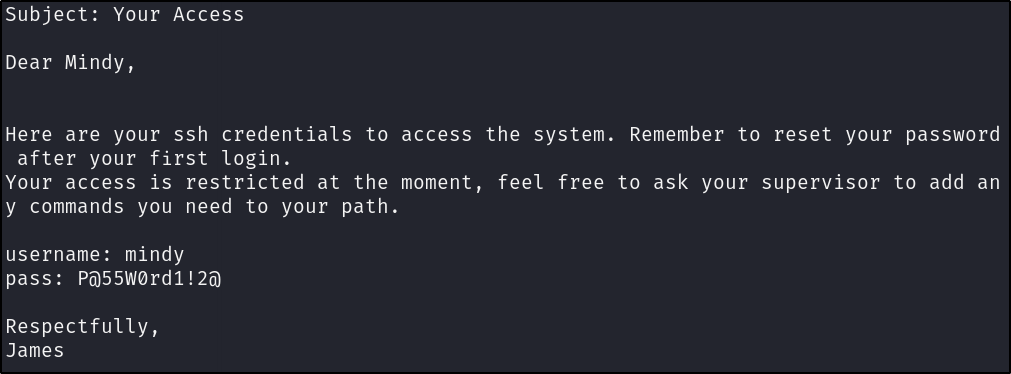 Subject: Your Access
Dear Mindy,
Here are your ssh credentials to access the system. Remember to reset your password
after your first login.
Your access is restricted at the moment, feel free to ask your supervisor to add an
y commands you need to your path.
username: mindy
pass: P@55W0rd1!2@
Respectfully,
James